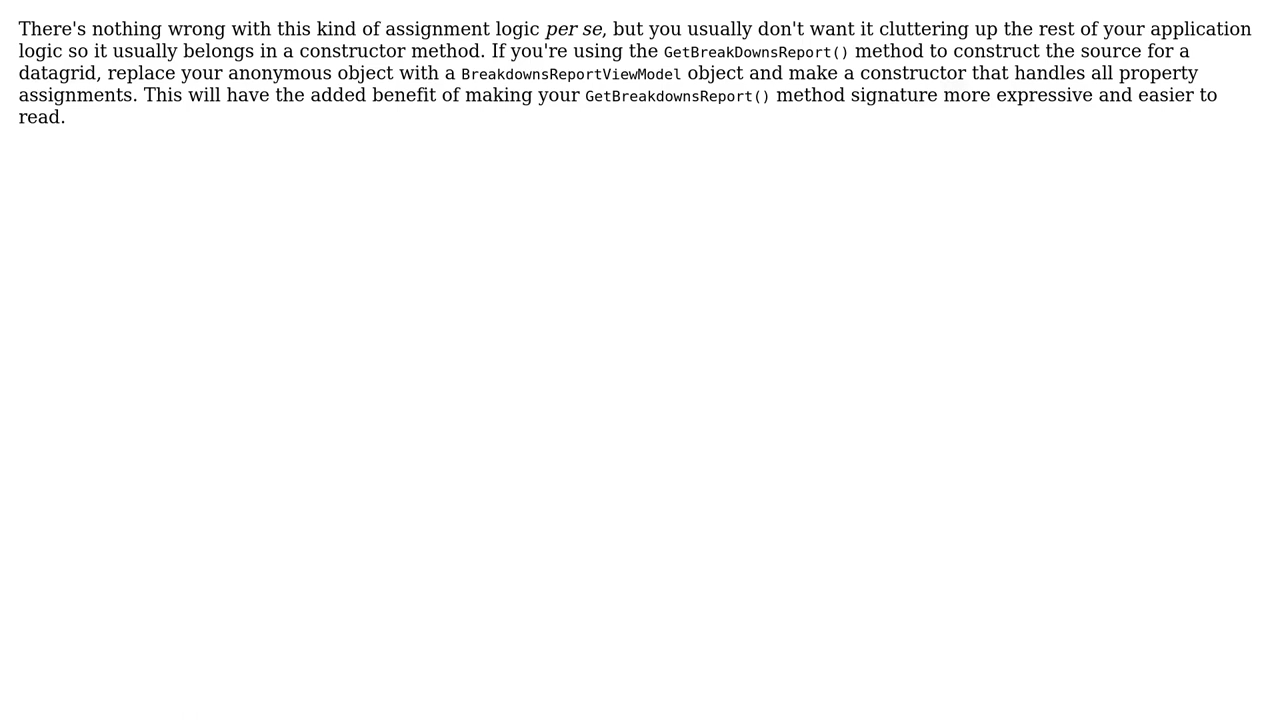 There's nothing wrong with this kind of assignment logic per se, but you usually don't want it cluttering up the rest of your application
logic so it usually belongs in a constructor method. If you're using the GetBreakDownsReport() method to construct the source for a
datagrid, replace your anonymous object with a BreakdownsReportViewModel object and make a constructor that handles all property
assignments. This will have the added benefit of making your GetBreakdownsReport() method signature more expressive and easier to
read.